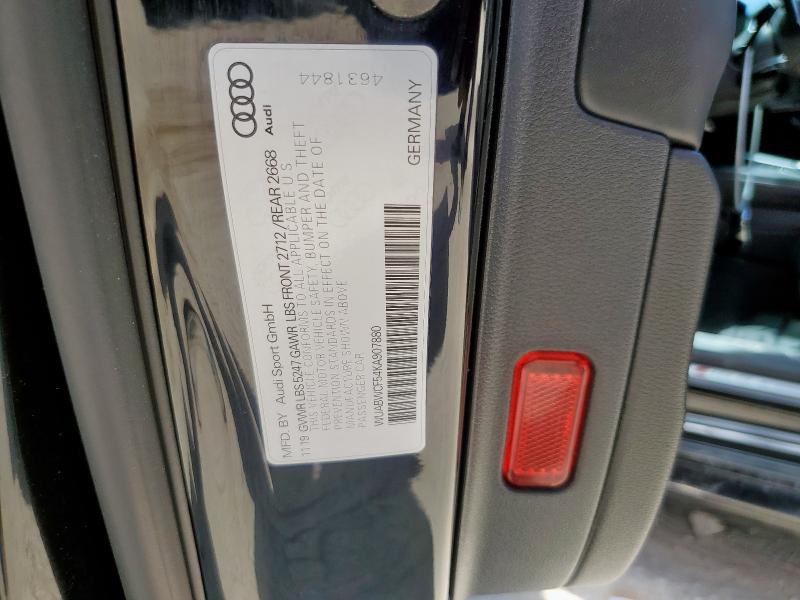 4631844
Audi
MFD. BY Audi Sport GmbH
11 19 GVWR LBS 5247 GAWR LBS FRONT 2712 / REAR 2668
THIS VEHICLE CONFORMS TO ALL APPLICABLE U S
FEDERAL MOTOR VEHICLE SAFETY, BUMPER AND THEFT
PREVENTION STANDARDS IN EFFECT ON THE DATE OF
MANUFACTURE SHOWN ABOVE
PASSENGER CAR
WUABWCF54KA907880
GERMANY